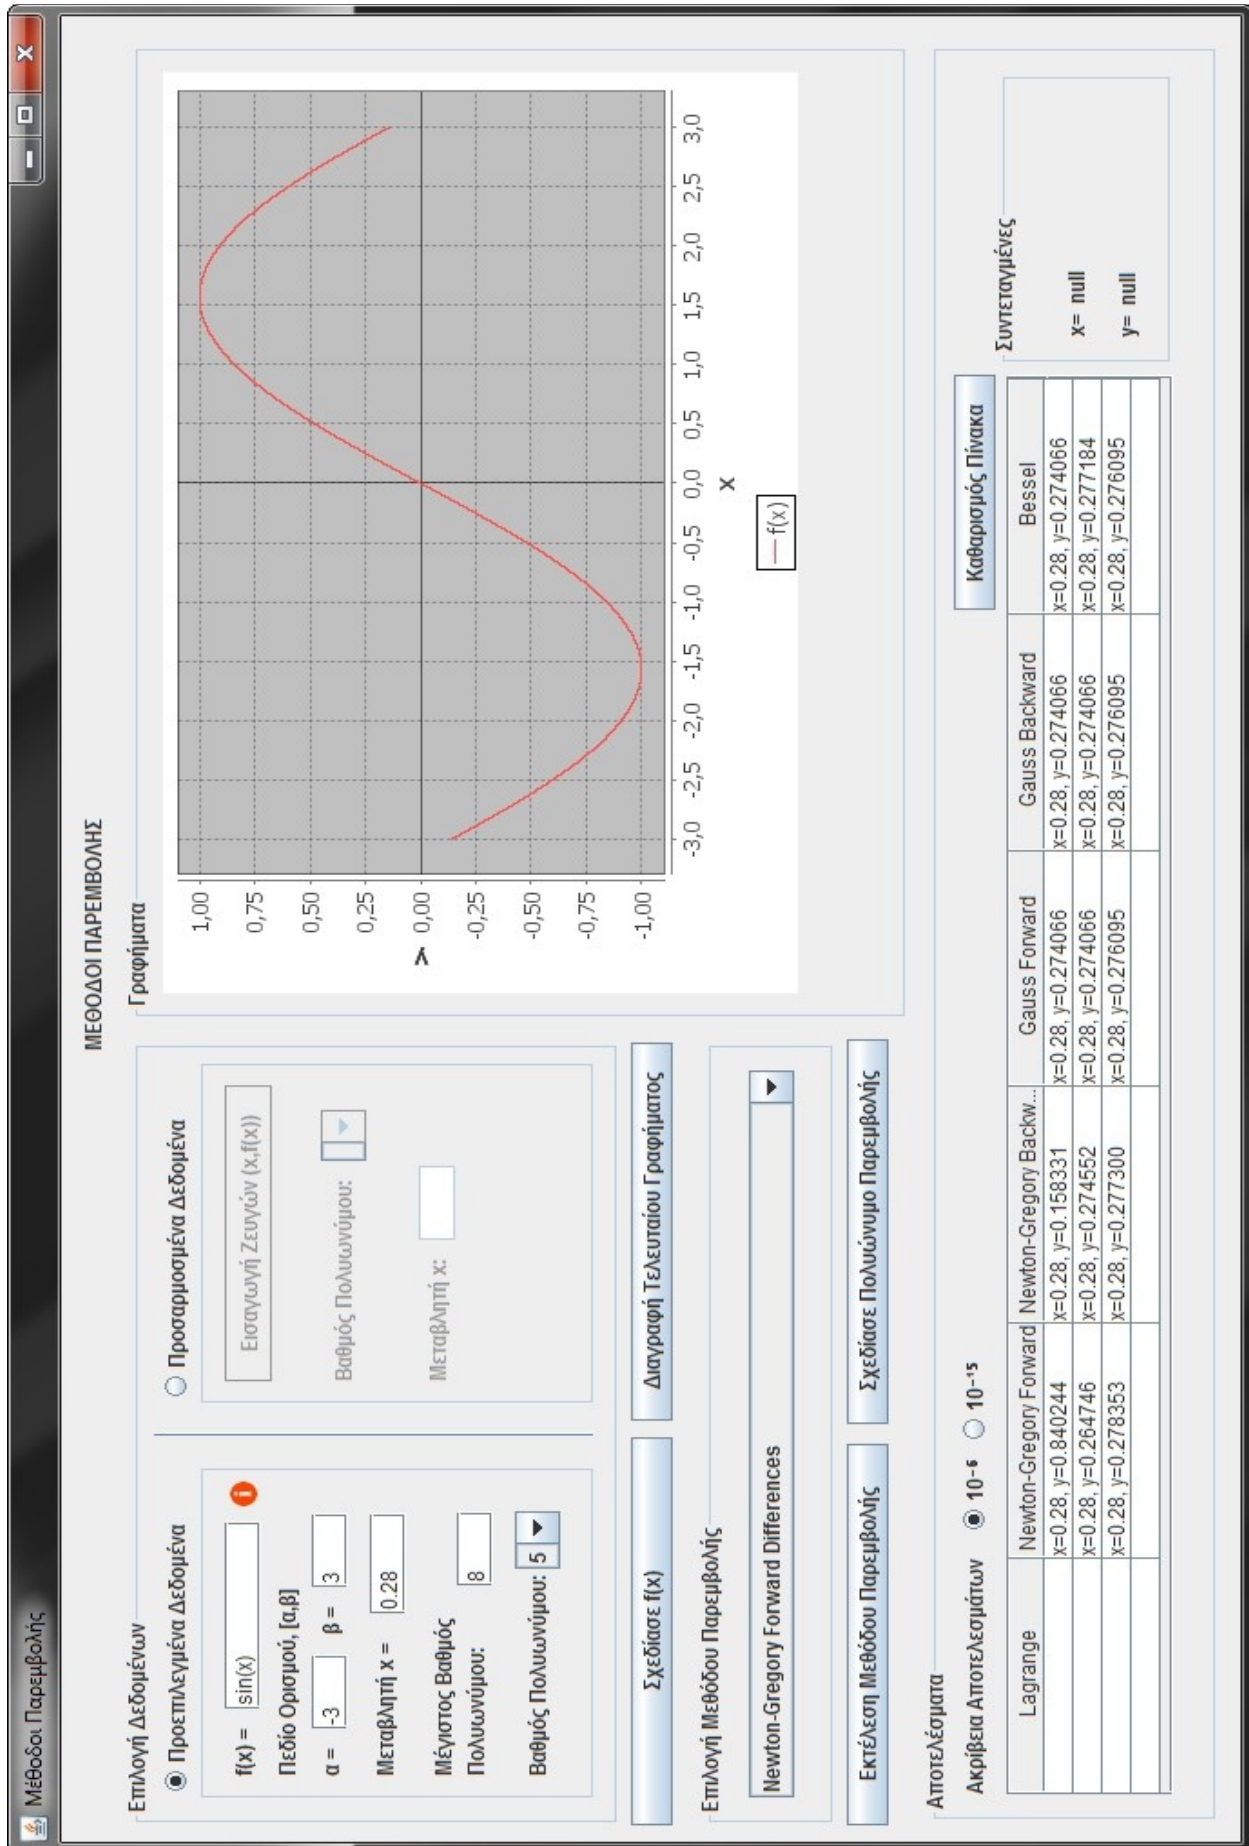 Μέθοδοι Παρεμβολής
ΜΕΘΟΔΟΙ ΠΑΡΕΜΒΟΛΗΣ
Επιλογή Δεδομένων
Προεπιλεγμένα Δεδομένα
f(x) = sin(x)
Πεδίο Ορισμού, [α,β]
α = -3 β = 3
Μεταβλητή x = 0.28
Μέγιστος Βαθμός
Πολυωνύμου: 8
Βαθμός Πολυωνύμου: 5
Προσαρμοσμένα Δεδομένα
Εισαγωγή Ζευγών (x,f(x))
Βαθμός Πολυωνύμου:
Μεταβλητή x:
Σχεδίασε f(x)
Διαγραφή Τελευταίου Γραφήματος
Επιλογή Μεθόδου Παρεμβολής
Newton-Gregory Forward Differences
Εκτέλεση Μεθόδου Παρεμβολής
Σχεδίασε Πολυώνυμο Παρεμβολής
Γραφήματα
1,00
0,75
0,50
0,25
0,00
-0,25
-0,50
-0,75
-1,00
Y
-3,0 -2,5 -2,0 -1,5 -1,0 -0,5 0,0 0,5 1,0 1,5 2,0 2,5 3,0
X
f(x)
Αποτελέσματα
Ακρίβεια Αποτελεσμάτων 10⁻⁶ 10⁻¹⁵
Καθαρισμός Πίνακα
Lagrange Newton-Gregory Forward Newton-Gregory Backw... Gauss Forward Gauss Backward Bessel
x=0.28, y=0.840244 x=0.28, y=0.158331 x=0.28, y=0.274066 x=0.28, y=0.274066 x=0.28, y=0.274066
x=0.28, y=0.264746 x=0.28, y=0.274552 x=0.28, y=0.274066 x=0.28, y=0.274066 x=0.28, y=0.277184
x=0.28, y=0.278353 x=0.28, y=0.277300 x=0.28, y=0.276095 x=0.28, y=0.276095 x=0.28, y=0.276095
Συντεταγμένες
x= null
y= null